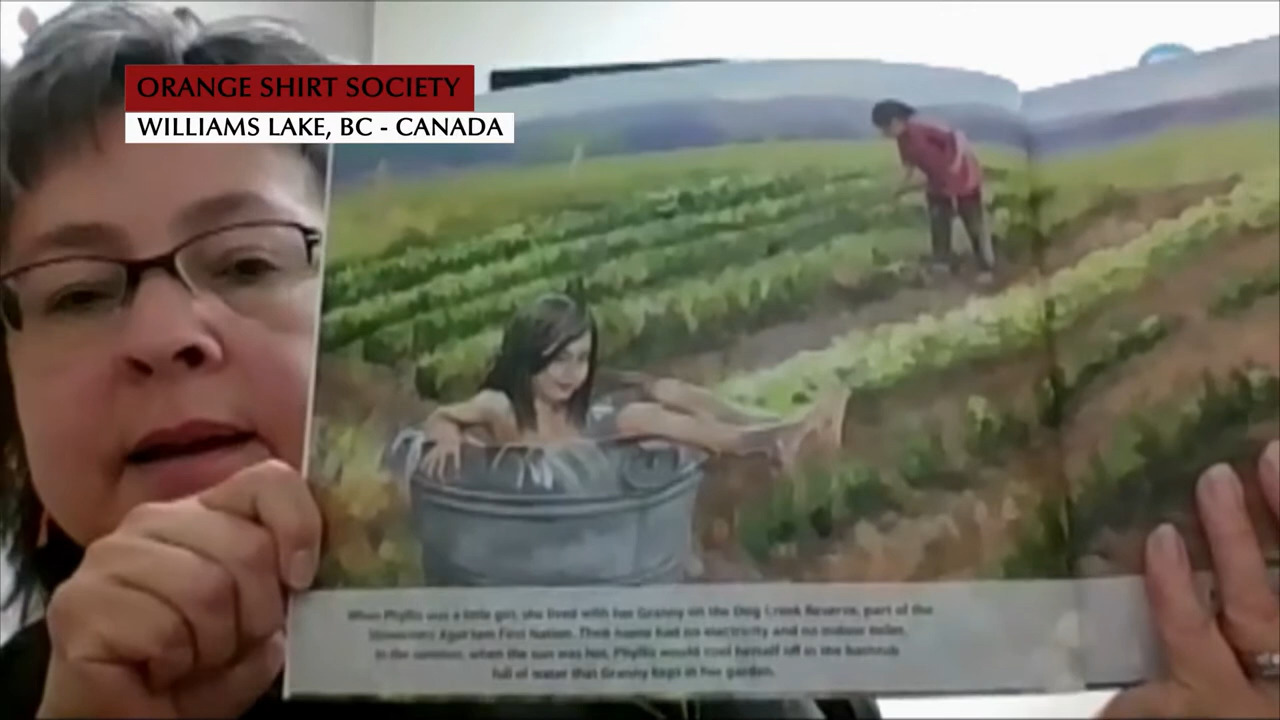 ORANGE SHIRT SOCIETY
WILLIAMS LAKE, BC - CANADA
When Phyllis was a little girl, she lived with her Granny on the Dog Creek Reserve, part of the
First Nation. Their home had no electricity and no indoor toilet.
In the summer, when the sun was hot, Phyllis would cool herself off in the bathtub
full of water that Granny kept in her garden.